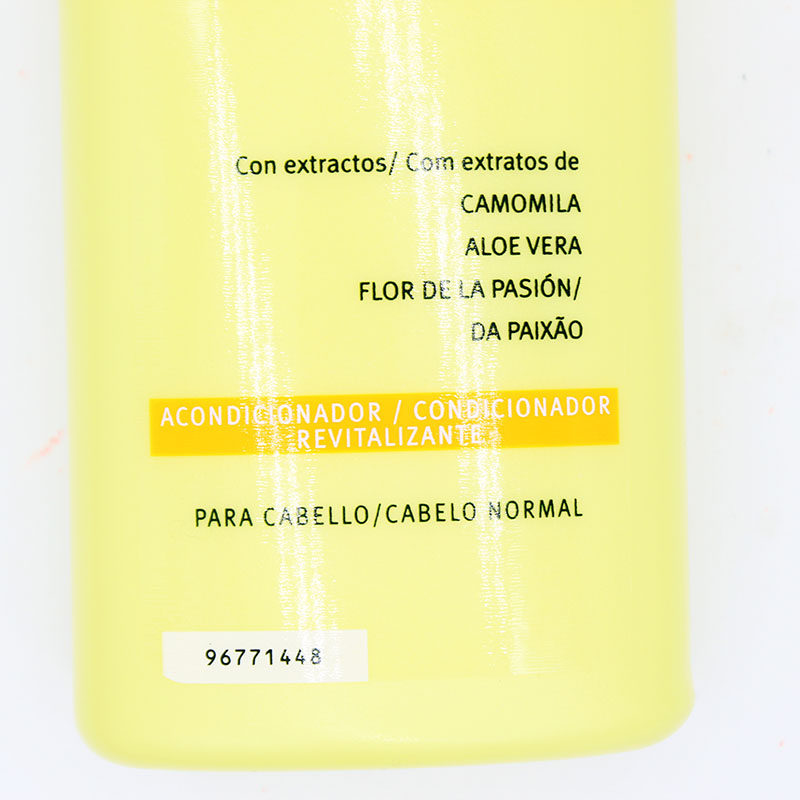 Con extractos/ Com extratos de
CAMOMILA
ALOE VERA
FLOR DE LA PASIÓN/
DA PAIXÃO
ACONDICIONADOR / CONDICIONADOR
REVITALIZANTE
PARA CABELLO/CABELO NORMAL
96771448